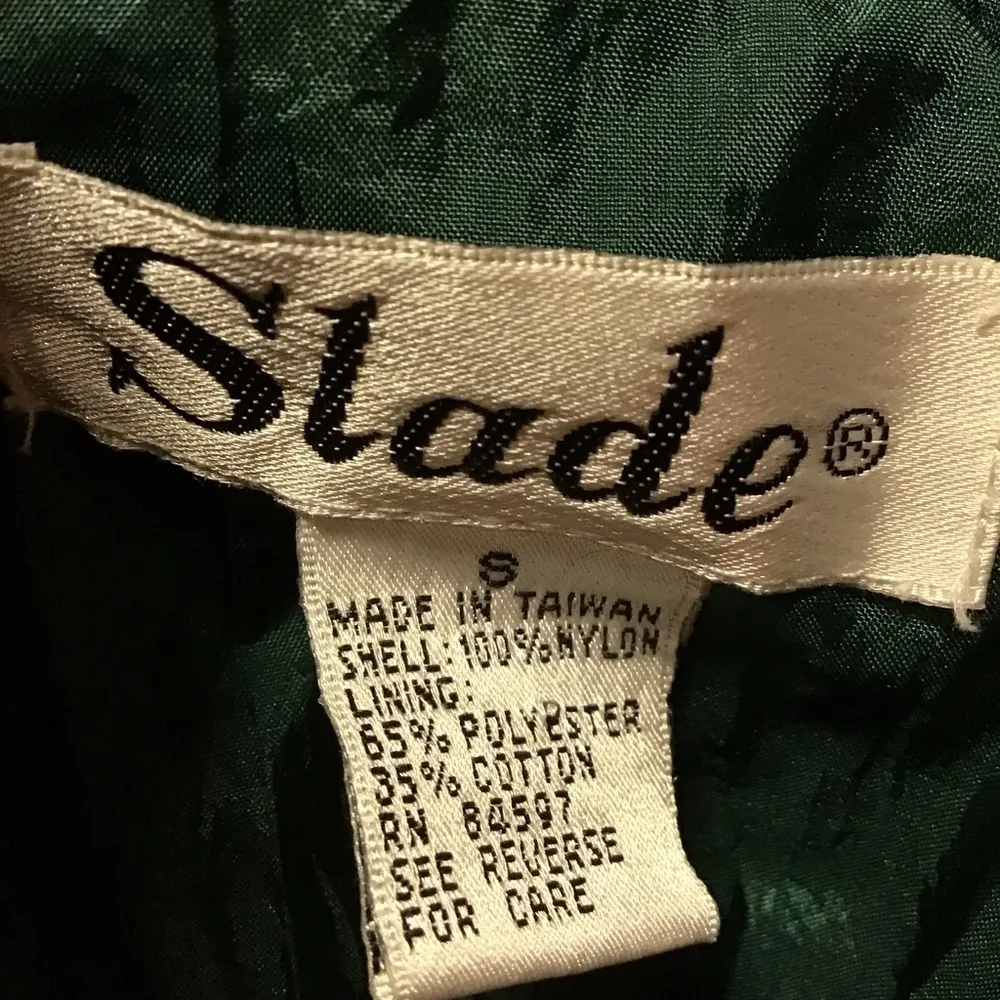 Slade®
S
MADE IN TAIWAN
SHELL: 100% NYLON
LINING:
65% POLYESTER
35% COTTON
RN 84597
SEE REVERSE
FOR CARE